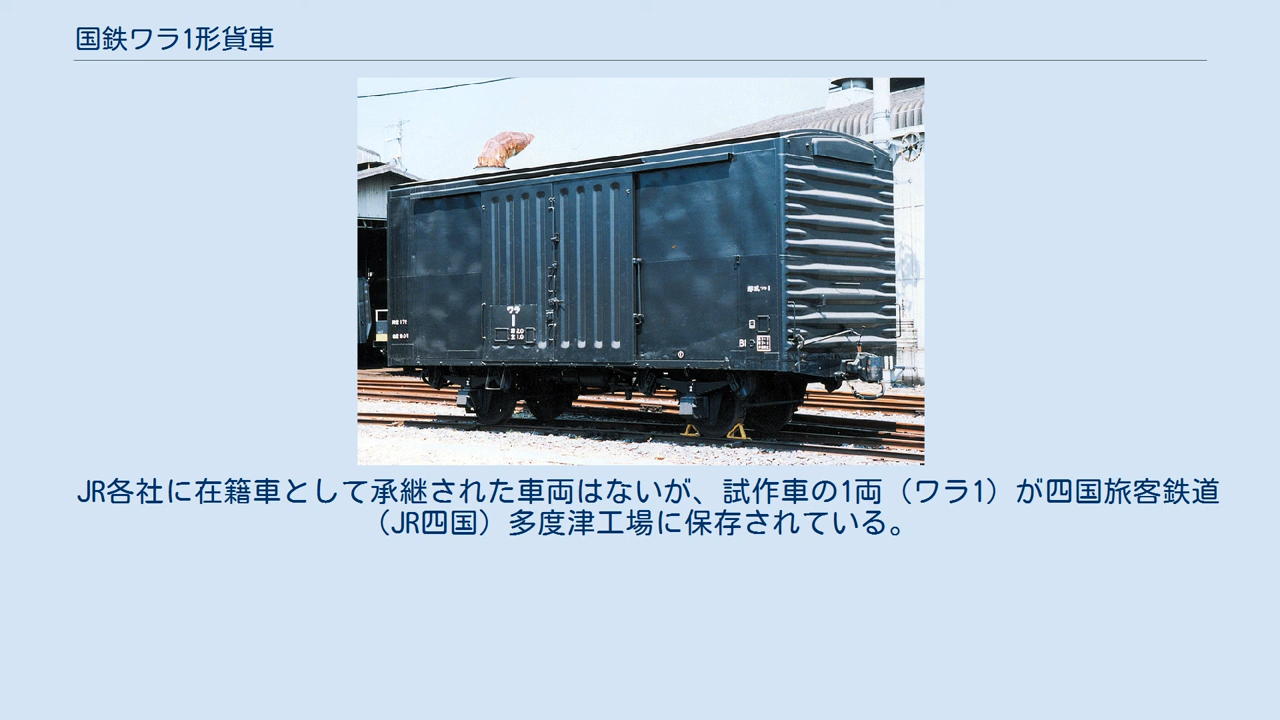 国鉄ワラ1形貨車
ワラ
1
JR各社に在籍車として承継された車両はないが、試作車の1両（ワラ1）が四国旅客鉄道
（JR四国）多度津工場に保存されている。